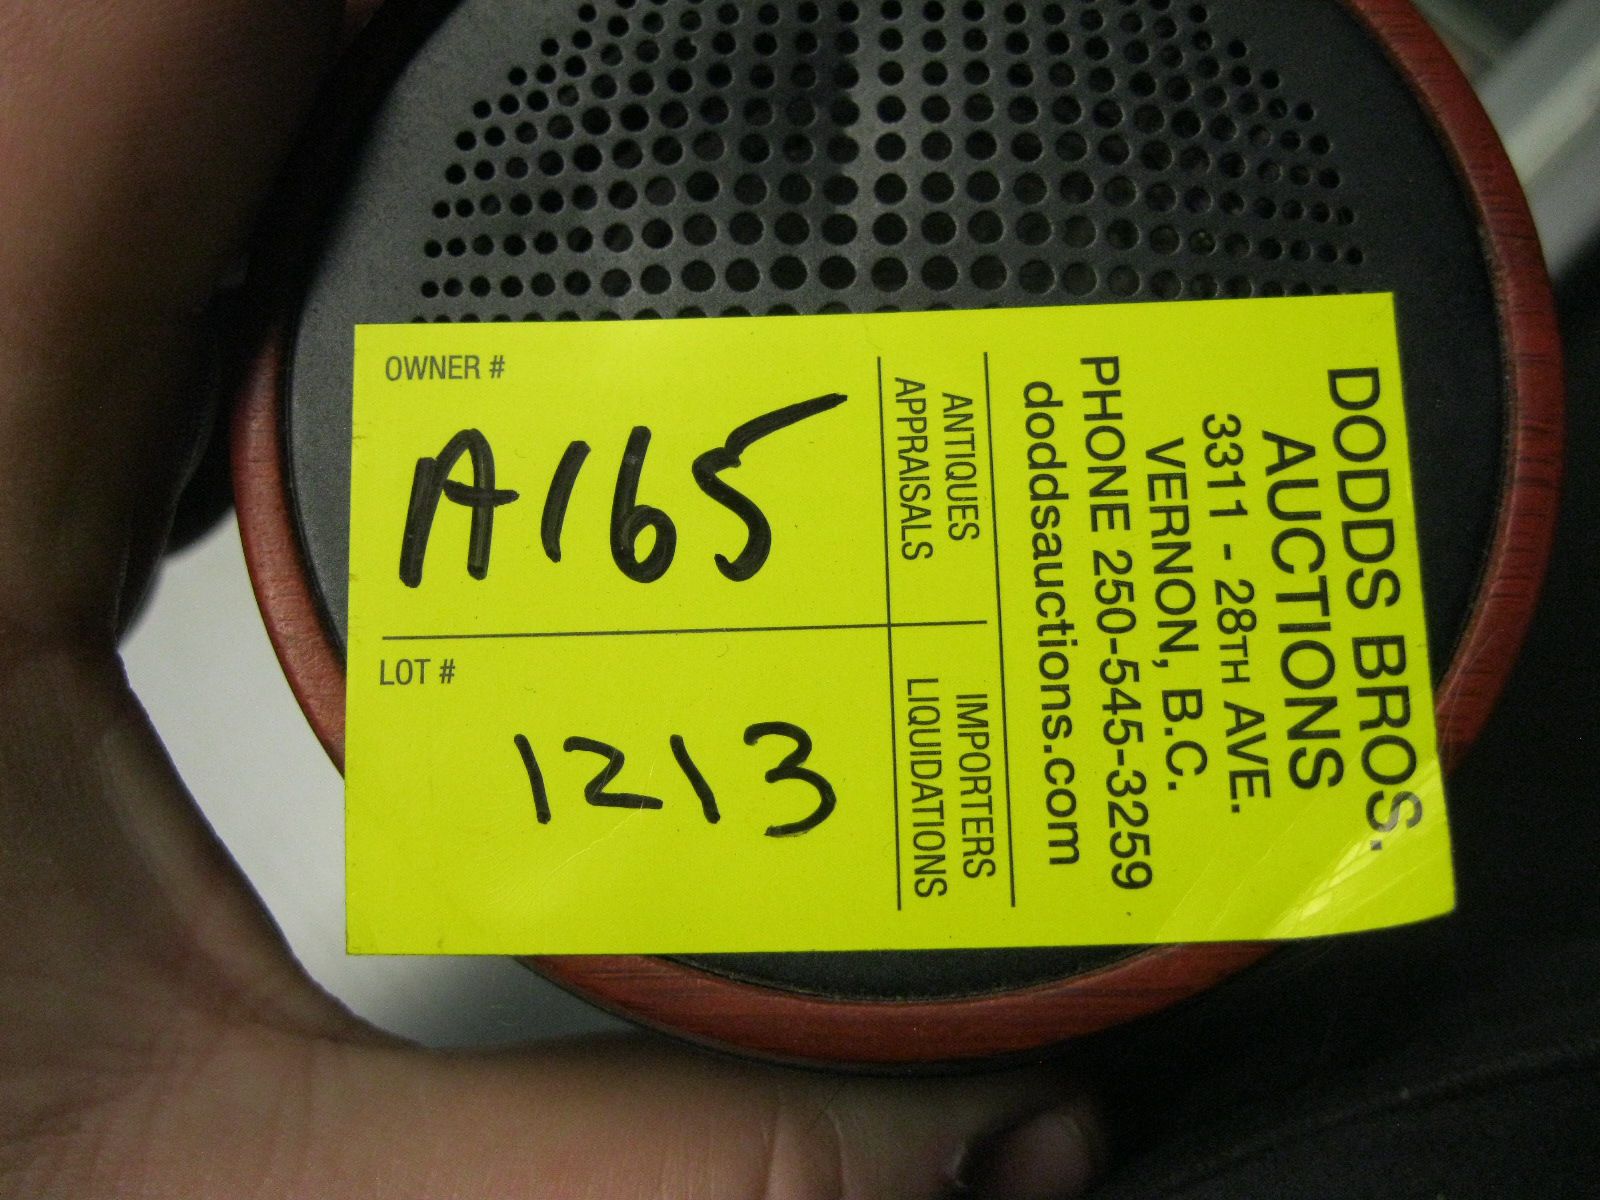 DODDS BROS.
AUCTIONS
3311 - 28TH AVE.
VERNON, B.C.
PHONE 250-545-3259
doddsauctions.com
ANTIQUES
APPRAISALS
IMPORTERS
LIQUIDATIONS
OWNER #
A165
LOT #
1213